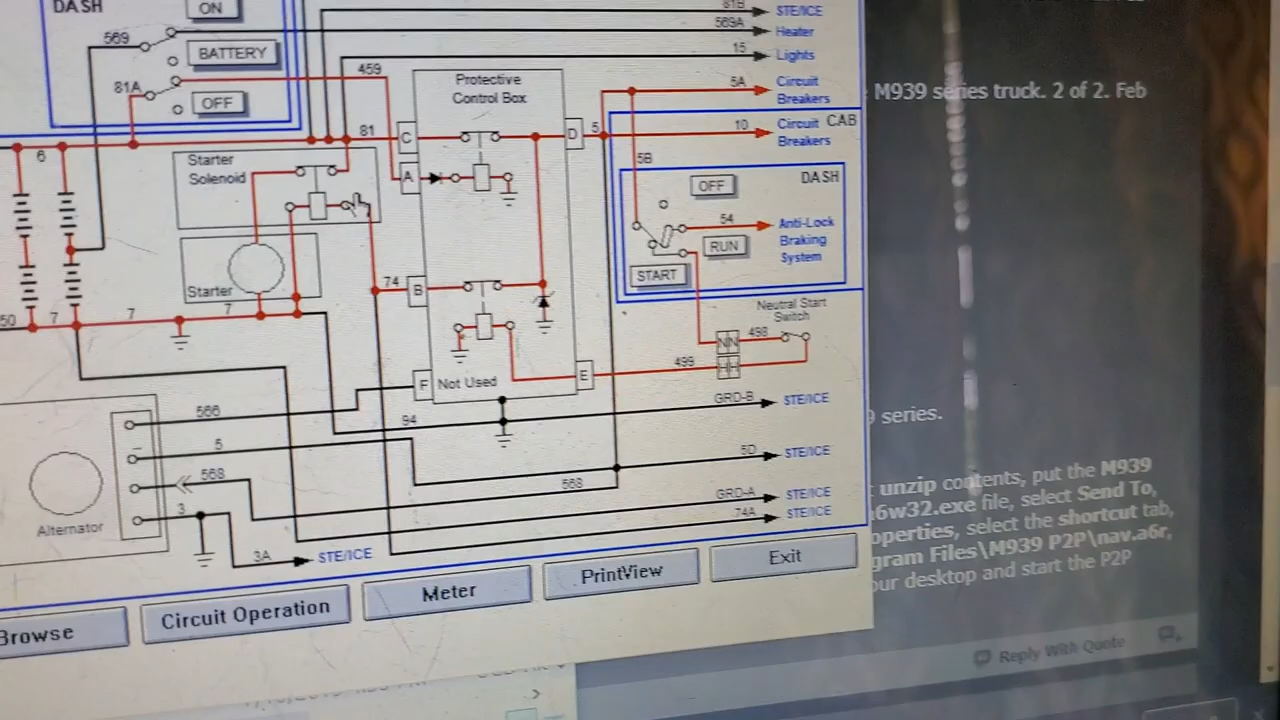 DASH
ON
569
BATTERY
81A
OFF
459
81B
STE/ICE
569A
Heater
15
Lights
Protective
Control Box
5A
Circuit
Breakers
6
81
C
D
5
10
Circuit
Breakers
CAB
Starter
Solenoid
A
5B
OFF
DASH
54
Anti-Lock
Braking
System
RUN
START
Starter
74
B
50
7
7
7
Neutral Start
Switch
NN
498
HH
499
E
F
Not Used
566
94
GRD-B
STE/ICE
5
5D
STE/ICE
568
568
GRD-A
STE/ICE
74A
STE/ICE
Alternator
3
3A
STE/ICE
Browse
Circuit Operation
Meter
PrintView
Exit
M939 series truck. 2 of 2. Feb
series.
unzip contents, put the M939
a6w32.exe file, select Send To,
operties, select the shortcut tab,
gram Files\M939 P2P\nav.a6r,
our desktop and start the P2P
Reply With Quote